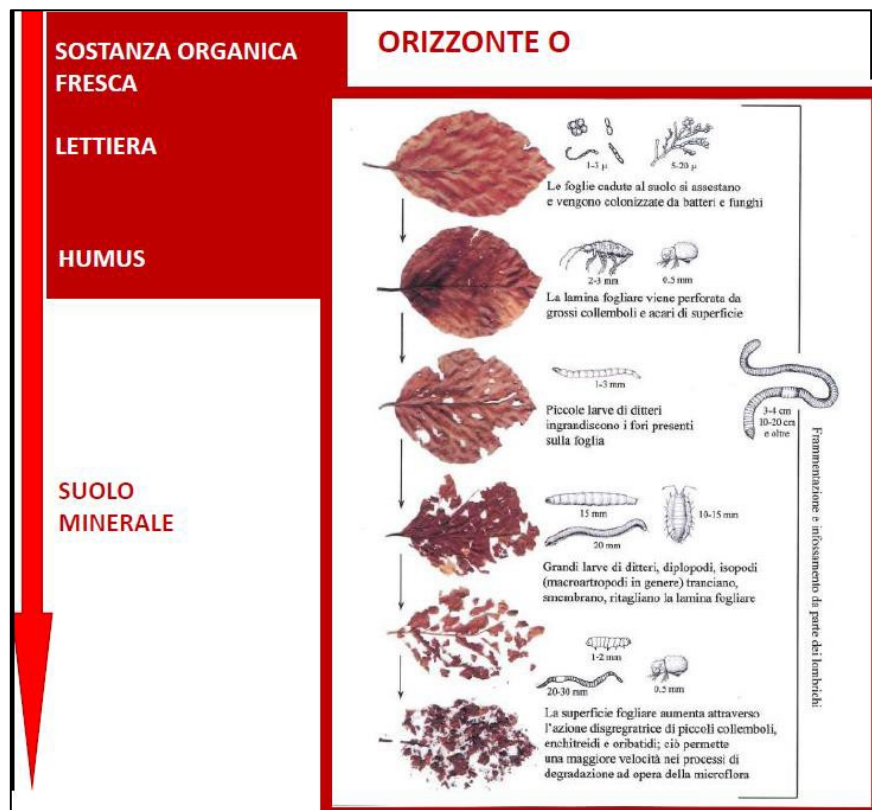 SOSTANZA ORGANICA
FRESCA
LETTIERA
HUMUS
SUOLO
MINERALE
ORIZZONTE O
1-3 µ
5-20 µ
Le foglie cadute al suolo si assestano
e vengono colonizzate da batteri e funghi
2-3 mm
0.5 mm
La lamina fogliare viene perforata da
grossi collemboli e acari di superficie
1-3 mm
Piccole larve di ditteri
ingrandiscono i fori presenti
sulla foglia
15 mm
10-15 mm
20 mm
Grandi larve di ditteri, diplopodi, isopodi
(macroartropodi in genere) tranciano,
smembrano, ritagliano la lamina fogliare
1-2 mm
20-30 mm
0.5 mm
La superficie fogliare aumenta attraverso
l'azione disgregratrice di piccoli collemboli,
enchitreidi e oribatidi; ciò permette
una maggiore velocità nei processi di
degradazione ad opera della microflora
3-4 cm
10-20 cm
e oltre
Frammentazione e infossamento da parte dei lombrichi